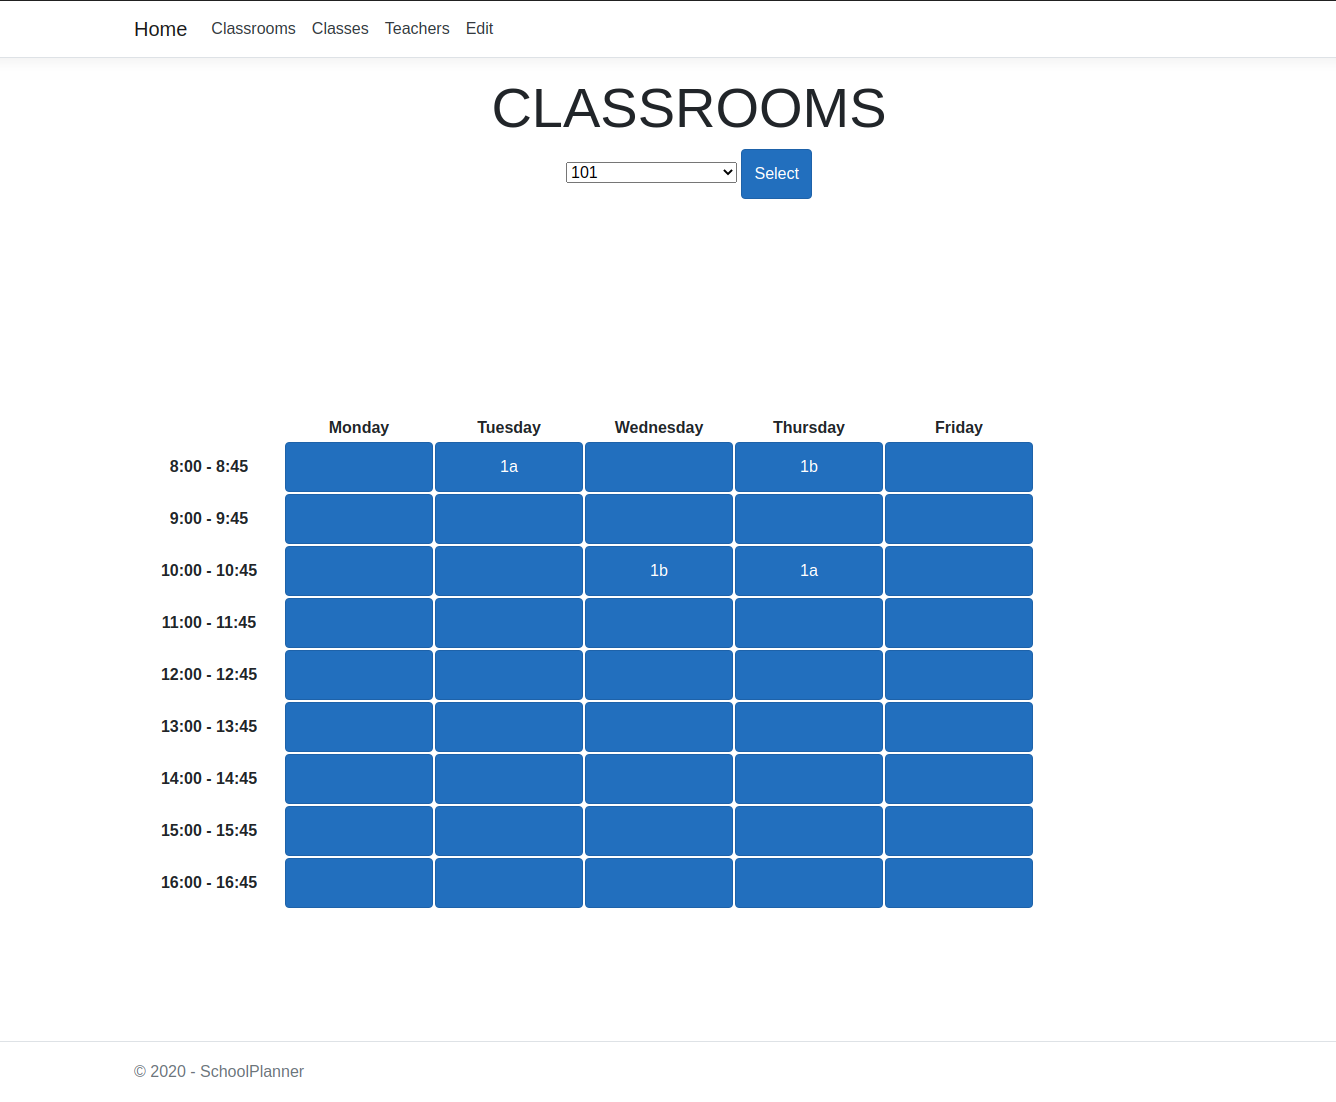 Home Classrooms Classes Teachers Edit
CLASSROOMS
101 Select
Monday Tuesday Wednesday Thursday Friday
8:00 - 8:45 1a 1b
9:00 - 9:45
10:00 - 10:45 1b 1a
11:00 - 11:45
12:00 - 12:45
13:00 - 13:45
14:00 - 14:45
15:00 - 15:45
16:00 - 16:45
© 2020 - SchoolPlanner